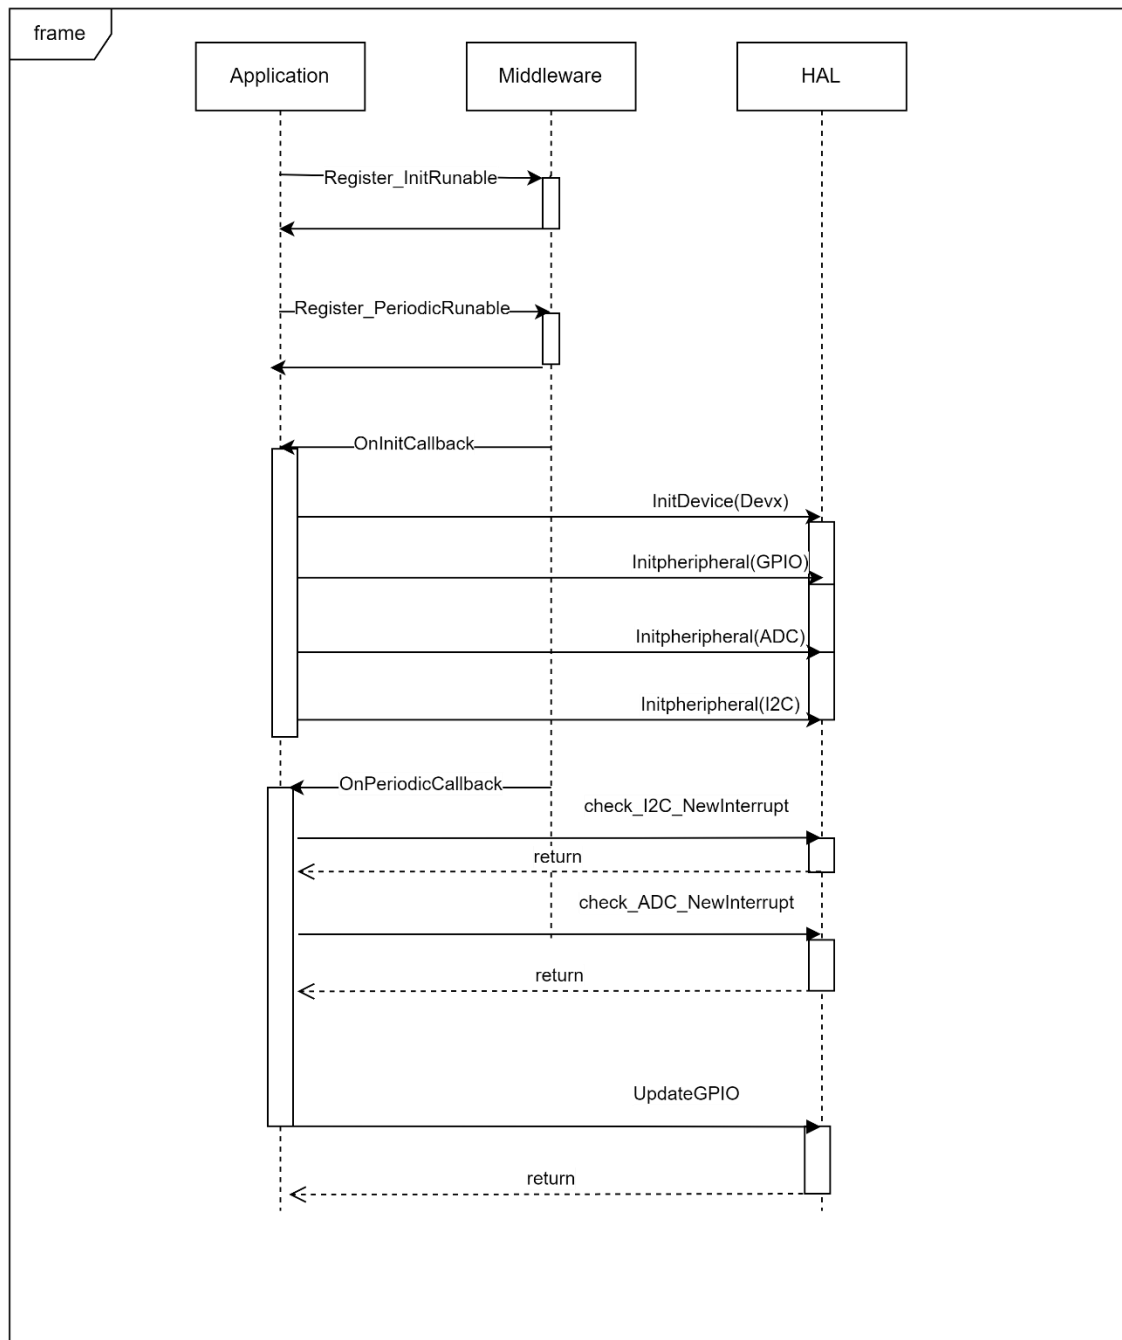 frame
Application
Middleware
HAL
Register_InitRunable
Register_PeriodicRunable
OnInitCallback
InitDevice(Devx)
Initpheripheral(GPIO)
Initpheripheral(ADC)
Initpheripheral(I2C)
OnPeriodicCallback
check_I2C_NewInterrupt
return
check_ADC_NewInterrupt
return
UpdateGPIO
return